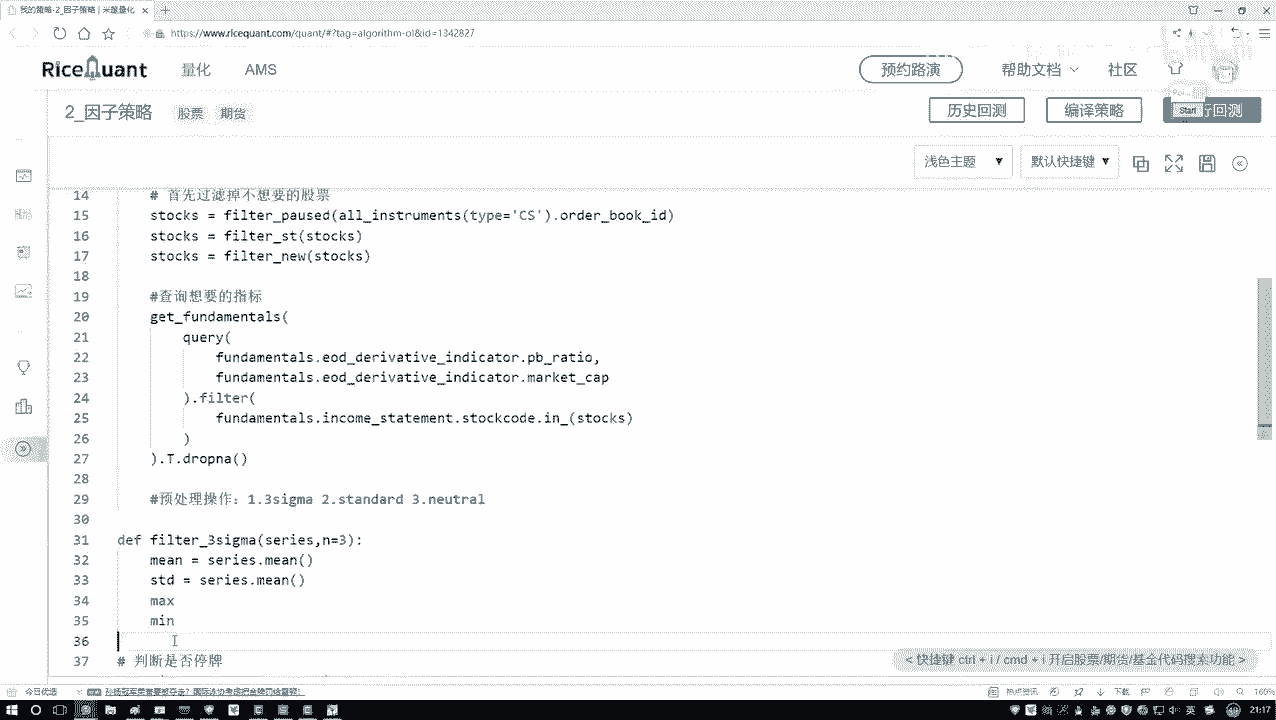 我的策略-2_因子策略 | 米筐量化
https://www.ricequant.com/quant/#?tag=algorithm-ol&id=1342827
RiceQuant 量化 AMS 预约路演 帮助文档 社区
2_因子策略 股票 期货 历史回测 编译策略 回测
Start
浅色主题 默认快捷键
14 # 首先过滤掉不想要的股票
15 stocks = filter_paused(all_instruments(type='CS').order_book_id)
16 stocks = filter_st(stocks)
17 stocks = filter_new(stocks)
18
19 #查询想要的指标
20 get_fundamentals(
21 query(
22 fundamentals.eod_derivative_indicator.pb_ratio,
23 fundamentals.eod_derivative_indicator.market_cap
24 ).filter(
25 fundamentals.income_statement.stockcode.in_(stocks)
26 )
27 ).T.dropna()
28
29 #预处理操作：1.3sigma 2.standard 3.neutral
30
31 def filter_3sigma(series,n=3):
32 mean = series.mean()
33 std = series.mean()
34 max
35 min
36
37 # 判断是否停牌
< 快捷键 ctrl + i / cmd + i 开启股票/期货/基金代码搜索功能 >
今日优选 热点资讯 下载 160%
英 21:17